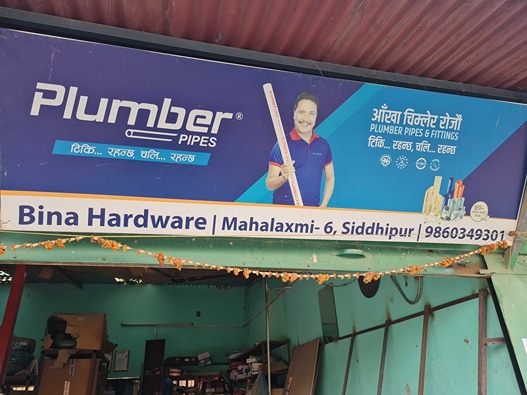 Plumber®
PIPES
टिकि... रहन्छ, चलि... रहन्छ
आँखा चिम्लेर रोजौ
PLUMBER PIPES & FITTINGS
टिकि... रहन्छ, चलि... रहन्छ
Bina Hardware | Mahalaxmi- 6, Siddhipur | 9860349301